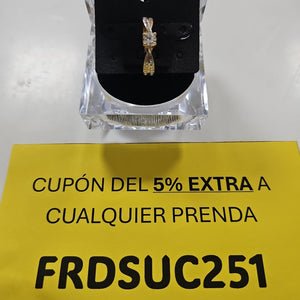 CUPÓN DEL 5% EXTRA A
CUALQUIER PRENDA
FRDSUC251